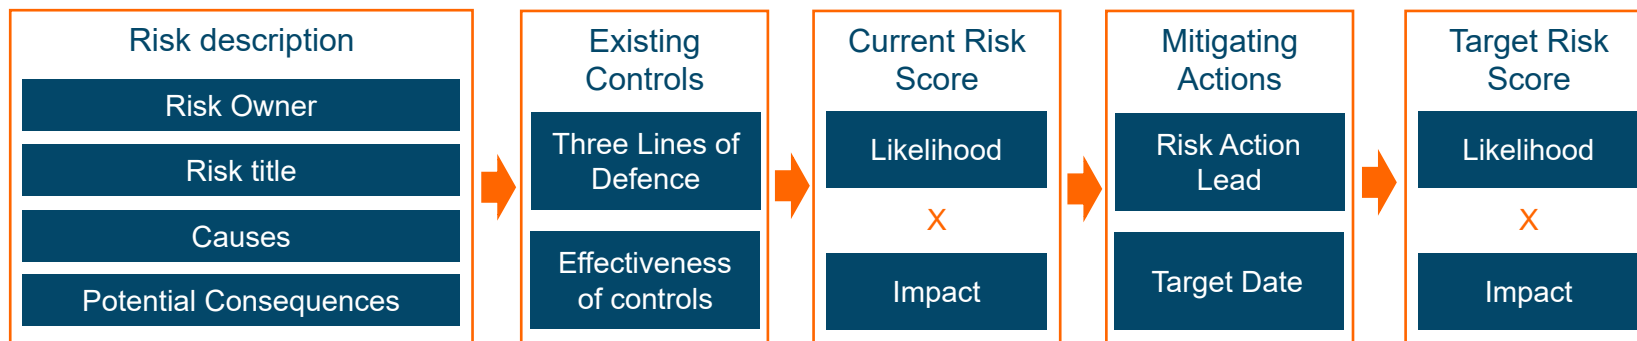 Risk description
Risk Owner
Risk title
Causes
Potential Consequences
Existing
Controls
Three Lines of
Defence
Effectiveness
of controls
Current Risk
Score
Likelihood
X
Impact
Mitigating
Actions
Risk Action
Lead
Target Date
Target Risk
Score
Likelihood
X
Impact